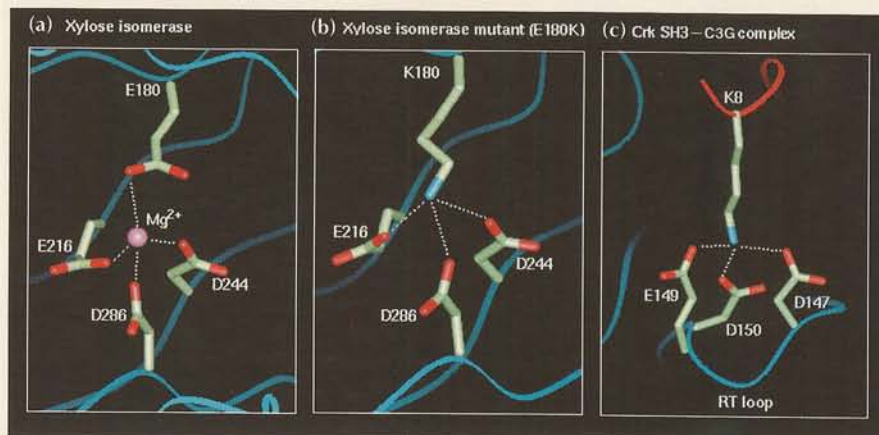 (a) Xylose isomerase
E180
Mg2+
E216
D244
D286
(b) Xylose isomerase mutant (E180K)
K180
E216
D244
D286
(c) Crk SH3–C3G complex
K8
E149
D150
D147
RT loop